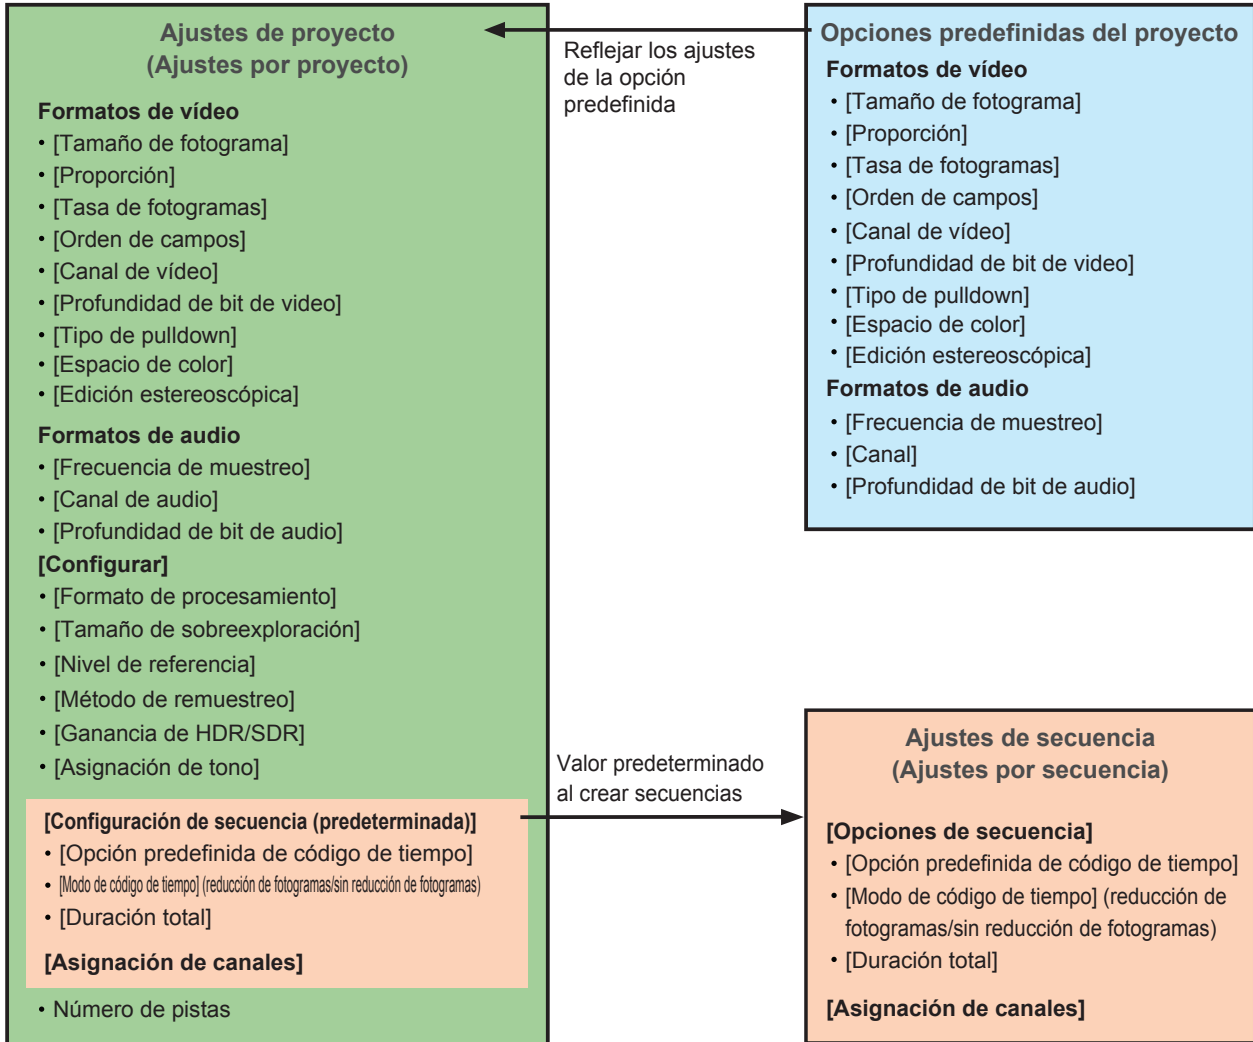 Ajustes de proyecto
(Ajustes por proyecto)
Formatos de vídeo
• [Tamaño de fotograma]
• [Proporción]
• [Tasa de fotogramas]
• [Orden de campos]
• [Canal de vídeo]
• [Profundidad de bit de video]
• [Tipo de pulldown]
• [Espacio de color]
• [Edición estereoscópica]
Formatos de audio
• [Frecuencia de muestreo]
• [Canal de audio]
• [Profundidad de bit de audio]
[Configurar]
• [Formato de procesamiento]
• [Tamaño de sobreexploración]
• [Nivel de referencia]
• [Método de remuestreo]
• [Ganancia de HDR/SDR]
• [Asignación de tono]
[Configuración de secuencia (predeterminada)]
• [Opción predefinida de código de tiempo]
• [Modo de código de tiempo] (reducción de fotogramas/sin reducción de fotogramas)
• [Duración total]
[Asignación de canales]
• Número de pistas
Reflejar los ajustes
de la opción
predefinida
Opciones predefinidas del proyecto
Formatos de vídeo
• [Tamaño de fotograma]
• [Proporción]
• [Tasa de fotogramas]
• [Orden de campos]
• [Canal de vídeo]
• [Profundidad de bit de video]
• [Tipo de pulldown]
• [Espacio de color]
• [Edición estereoscópica]
Formatos de audio
• [Frecuencia de muestreo]
• [Canal]
• [Profundidad de bit de audio]
Valor predeterminado
al crear secuencias
Ajustes de secuencia
(Ajustes por secuencia)
[Opciones de secuencia]
• [Opción predefinida de código de tiempo]
• [Modo de código de tiempo] (reducción de
fotogramas/sin reducción de fotogramas)
• [Duración total]
[Asignación de canales]